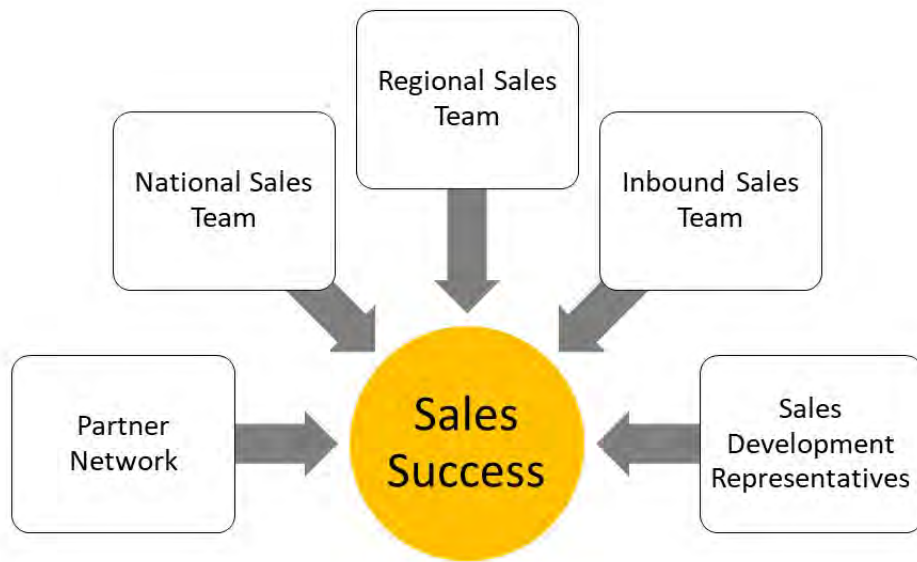 Regional Sales
Team
National Sales
Team
Inbound Sales
Team
Partner
Network
Sales
Success
Sales
Development
Representatives